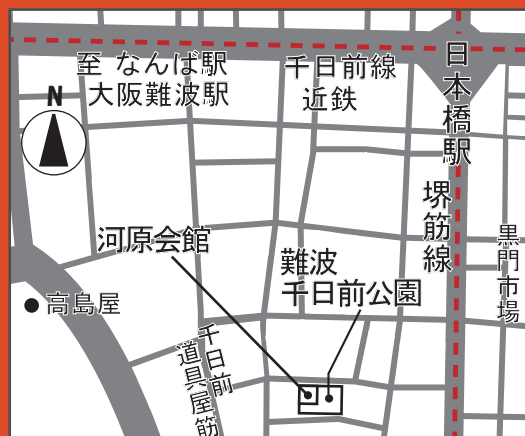 至 なんば駅
大阪難波駅
千日前線
近鉄
日本橋駅
N
堺筋線
河原会館
難波
千日前公園
黒門市場
高島屋
千日前
道具屋筋